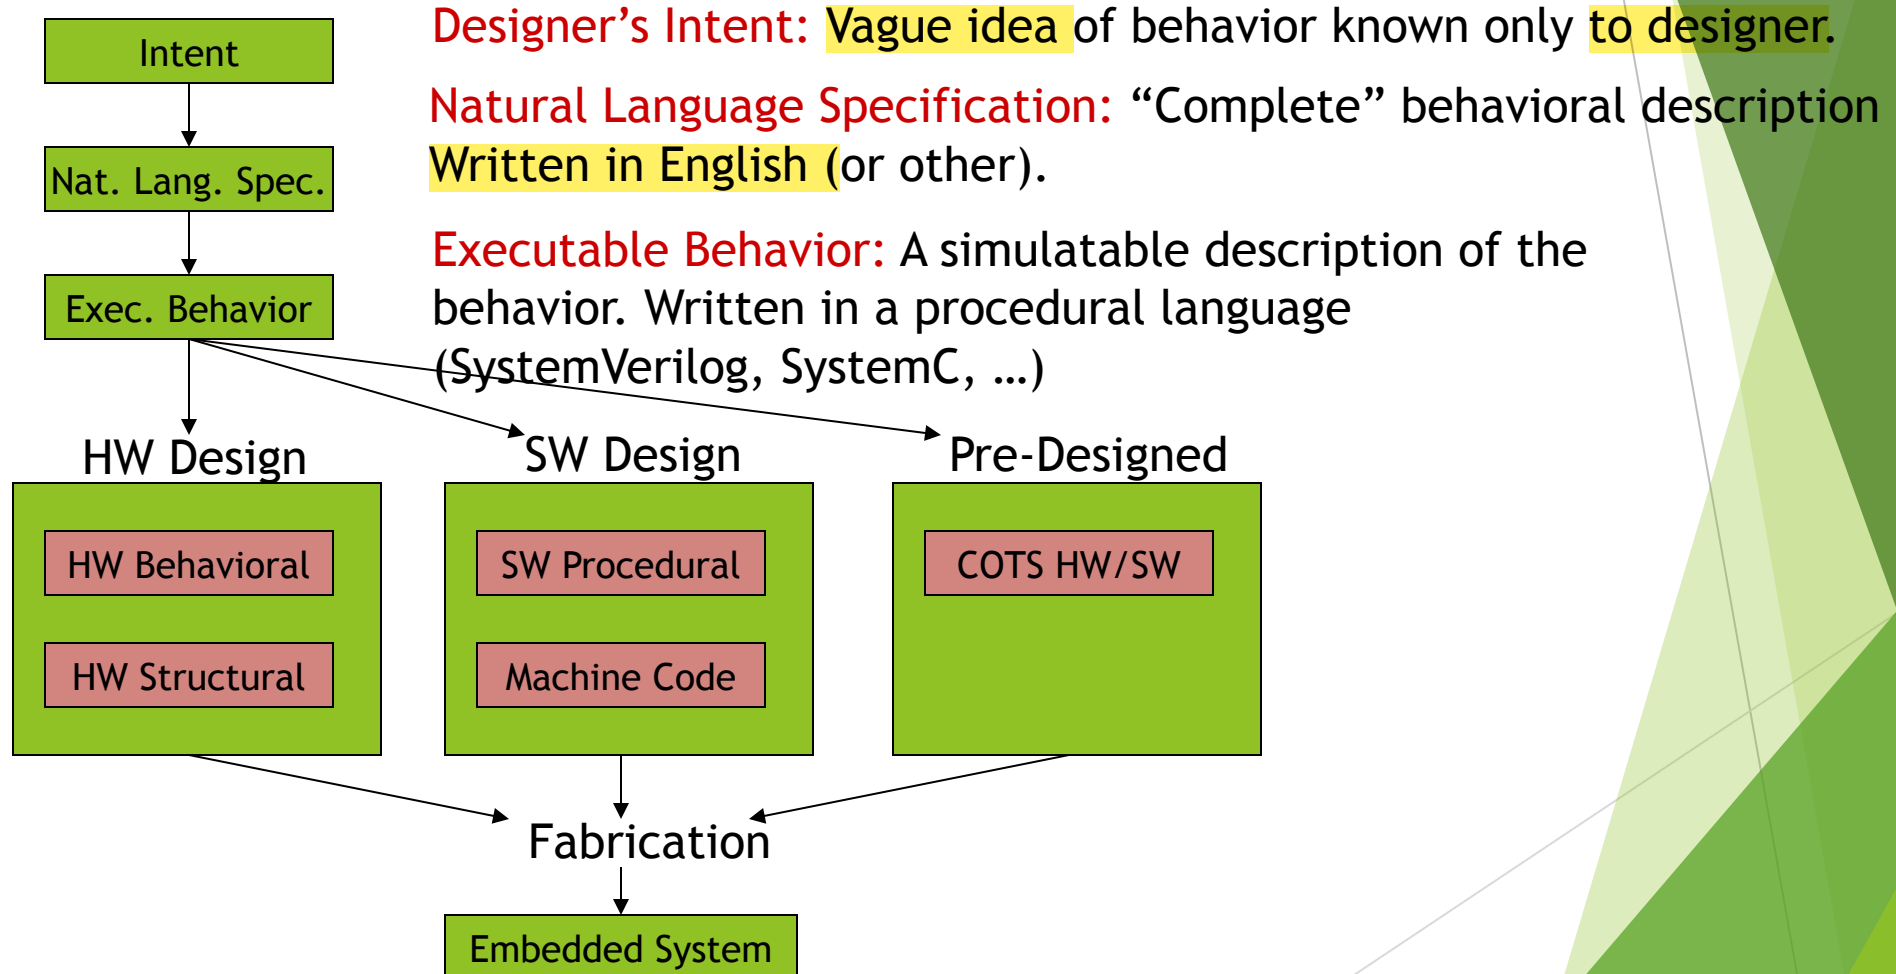 Intent
Designer’s Intent: Vague idea of behavior known only to designer.
Natural Language Specification: “Complete” behavioral description
Written in English (or other).
Nat. Lang. Spec.
Executable Behavior: A simulatable description of the
behavior. Written in a procedural language
(SystemVerilog, SystemC, …)
Exec. Behavior
HW Design
SW Design
Pre-Designed
HW Behavioral
SW Procedural
COTS HW/SW
HW Structural
Machine Code
Fabrication
Embedded System